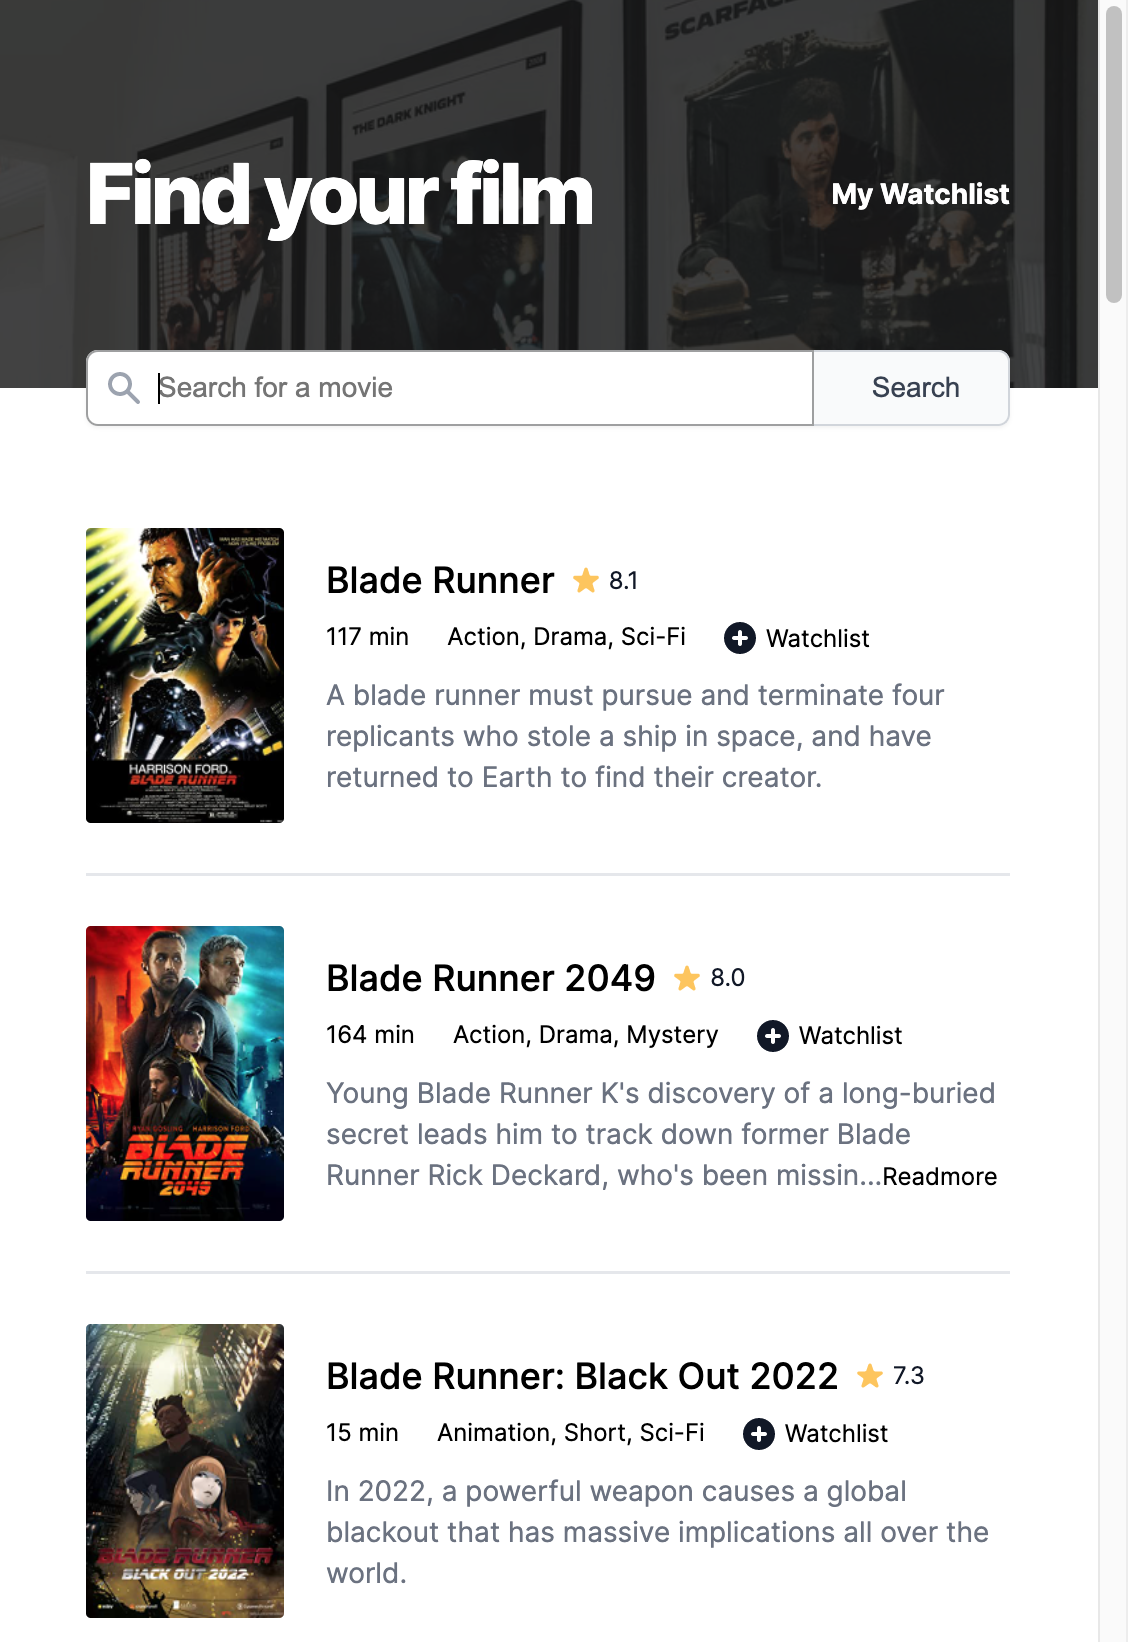 SCARFACE
THE DARK KNIGHT
Find your film
My Watchlist
Search for a movie
Search
Blade Runner
8.1
117 min
Action, Drama, Sci-Fi
Watchlist
A blade runner must pursue and terminate four
replicants who stole a ship in space, and have
returned to Earth to find their creator.
HARRISON FORD.
BLADE RUNNER
Blade Runner 2049
8.0
164 min
Action, Drama, Mystery
Watchlist
Young Blade Runner K's discovery of a long-buried
secret leads him to track down former Blade
Runner Rick Deckard, who's been missin...Readmore
RYAN GOSLING HARRISON FORD
BLADE
RUNNER
2049
Blade Runner: Black Out 2022
7.3
15 min
Animation, Short, Sci-Fi
Watchlist
In 2022, a powerful weapon causes a global
blackout that has massive implications all over the
world.
BLADE RUNNER
BLACK OUT 2022